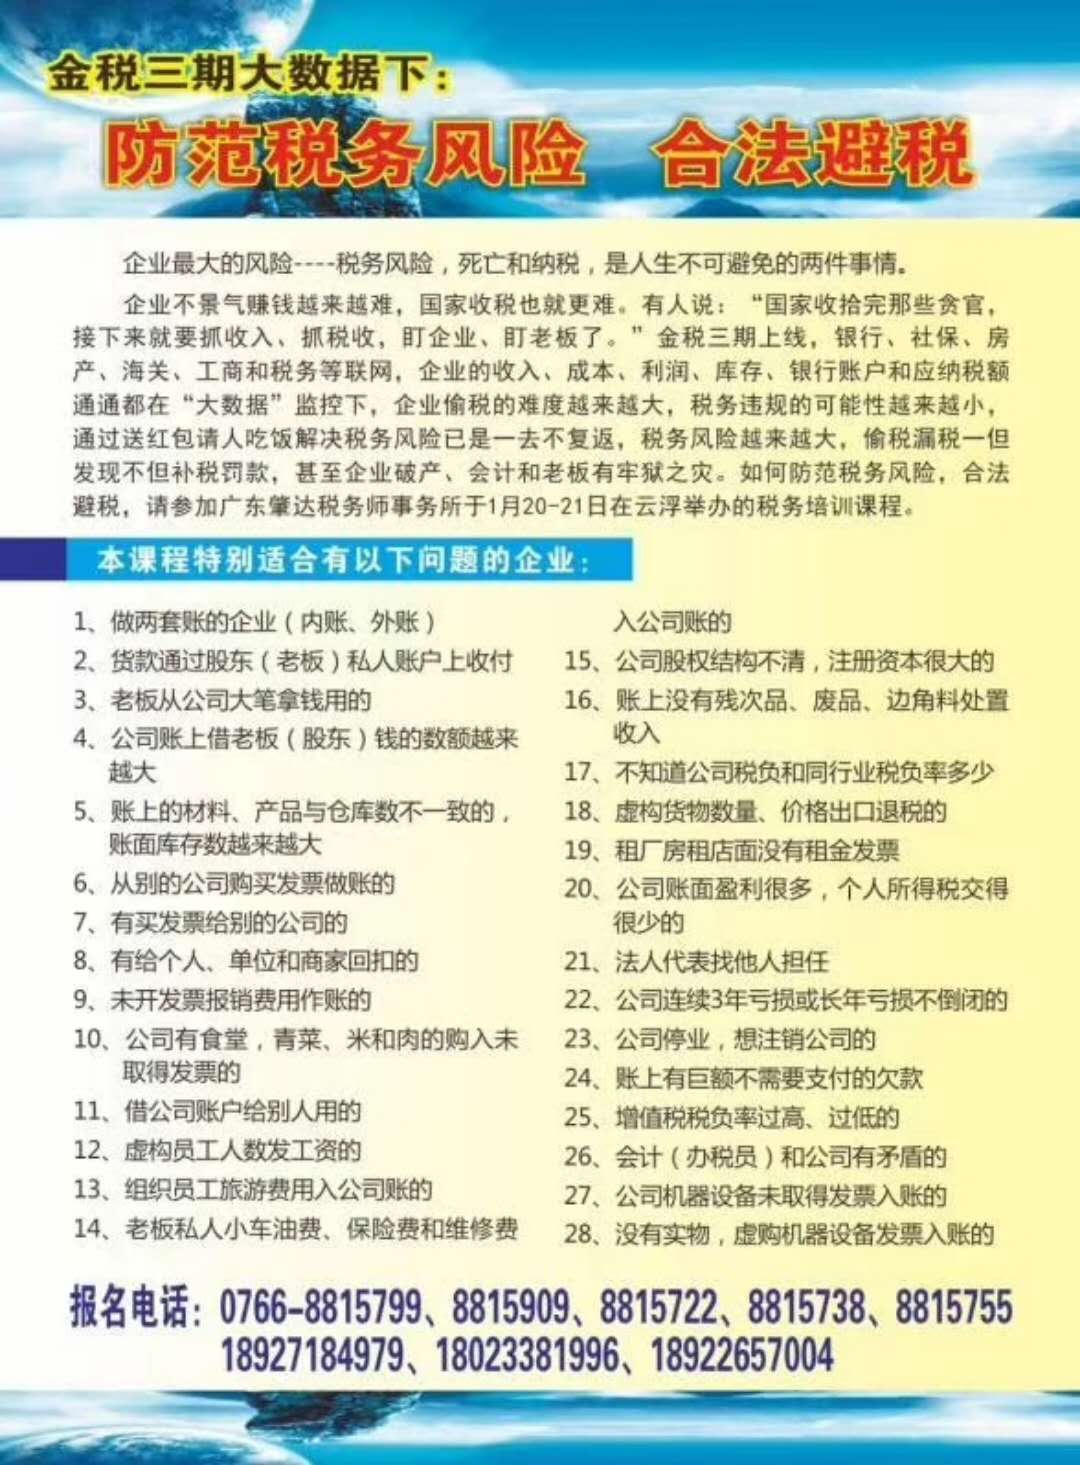 金税三期大数据下：
防范税务风险 合法避税
企业最大的风险----税务风险，死亡和纳税，是人生不可避免的两件事情。
企业不景气赚钱越来越难，国家收税也就更难。有人说：“国家收拾完那些贪官，
接下来就要抓收入、抓税收，盯企业、盯老板了。”金税三期上线，银行、社保、房
产、海关、工商和税务等联网，企业的收入、成本、利润、库存、银行账户和应纳税额
通通都在“大数据”监控下，企业偷税的难度越来越大，税务违规的可能性越来越小，
通过送红包请人吃饭解决税务风险已是一去不复返，税务风险越来越大，偷税漏税一但
发现不但补税罚款，甚至企业破产、会计和老板有牢狱之灾。如何防范税务风险，合法
避税，请参加广东肇达税务师事务所于1月20-21日在云浮举办的税务培训课程。
本课程特别适合有以下问题的企业：
1、做两套账的企业（内账、外账）
2、货款通过股东（老板）私人账户上收付
3、老板从公司大笔拿钱用的
4、公司账上借老板（股东）钱的数额越来
越大
5、账上的材料、产品与仓库数不一致的，
账面库存数越来越大
6、从别的公司购买发票做账的
7、有买发票给别的公司的
8、有给个人、单位和商家回扣的
9、未开发票报销费用作账的
10、公司有食堂，青菜、米和肉的购入未
取得发票的
11、借公司账户给别人用的
12、虚构员工人数发工资的
13、组织员工旅游费用入公司账的
14、老板私人小车油费、保险费和维修费
入公司账的
15、公司股权结构不清，注册资本很大的
16、账上没有残次品、废品、边角料处置
收入
17、不知道公司税负和同行业税负率多少
18、虚构货物数量、价格出口退税的
19、租厂房租店面没有租金发票
20、公司账面盈利很多，个人所得税交得
很少的
21、法人代表找他人担任
22、公司连续3年亏损或长年亏损不倒闭的
23、公司停业，想注销公司的
24、账上有巨额不需要支付的欠款
25、增值税税负率过高、过低的
26、会计（办税员）和公司有矛盾的
27、公司机器设备未取得发票入账的
28、没有实物，虚购机器设备发票入账的
报名电话：0766-8815799、8815909、8815722、8815738、8815755
18927184979、18023381996、18922657004